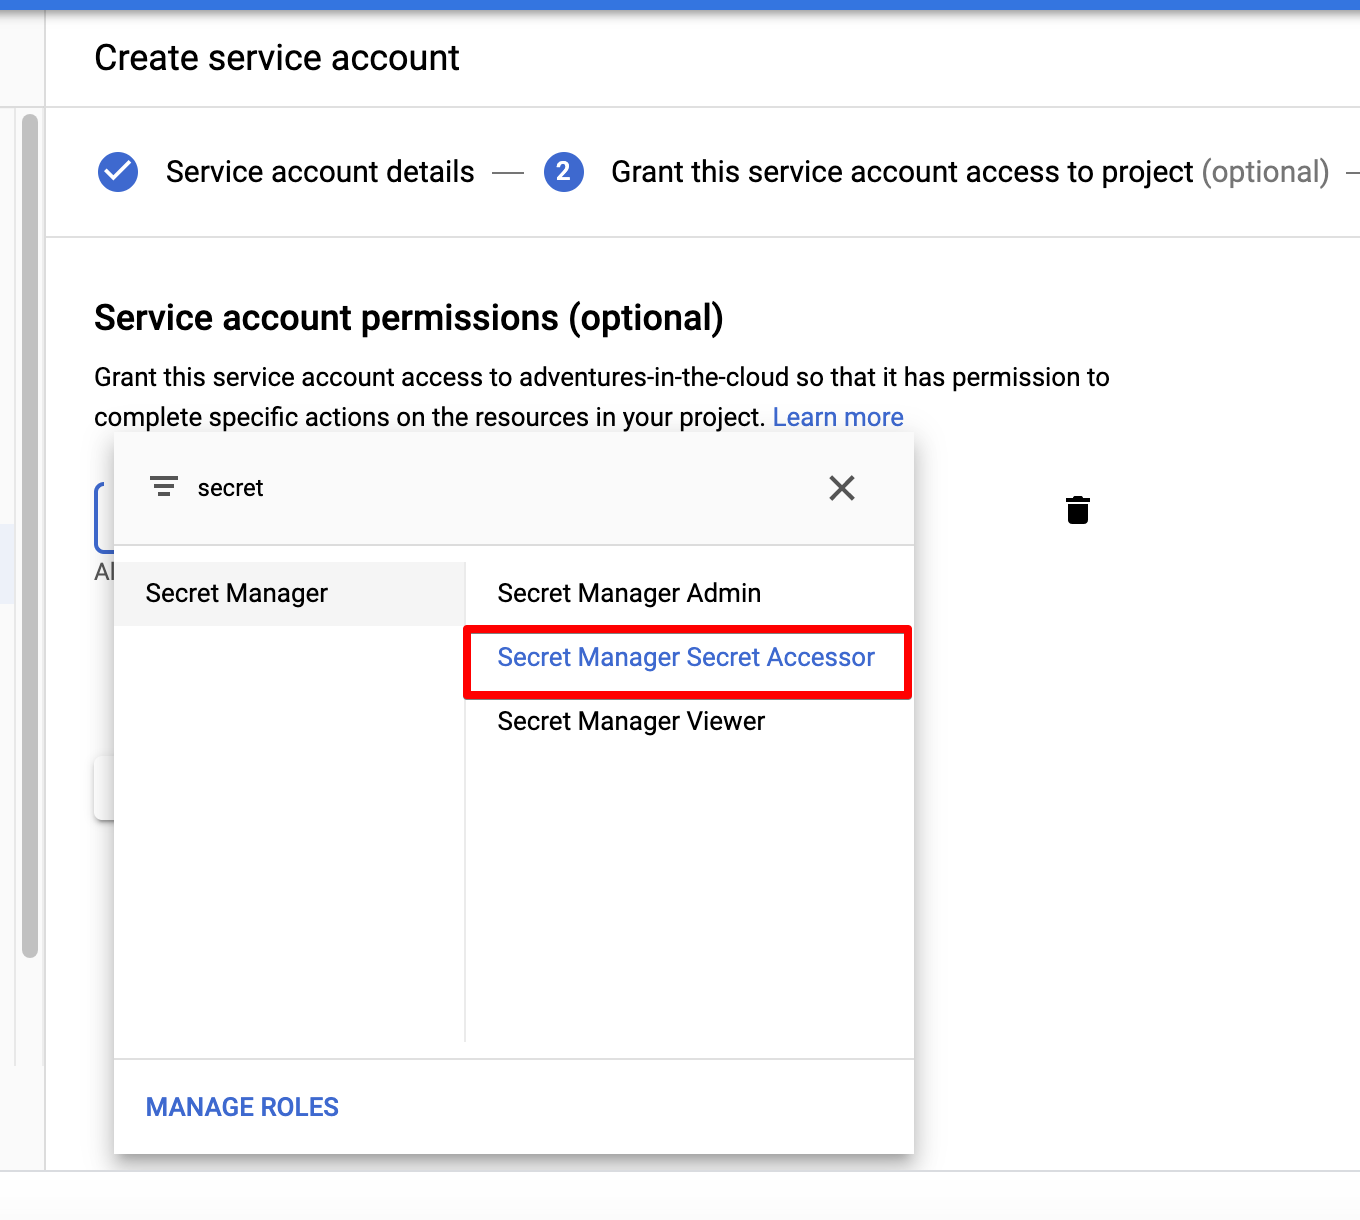 Create service account
Service account details
2 Grant this service account access to project (optional)
Service account permissions (optional)
Grant this service account access to adventures-in-the-cloud so that it has permission to
complete specific actions on the resources in your project. Learn more
secret
Secret Manager
Secret Manager Admin
Secret Manager Secret Accessor
Secret Manager Viewer
MANAGE ROLES